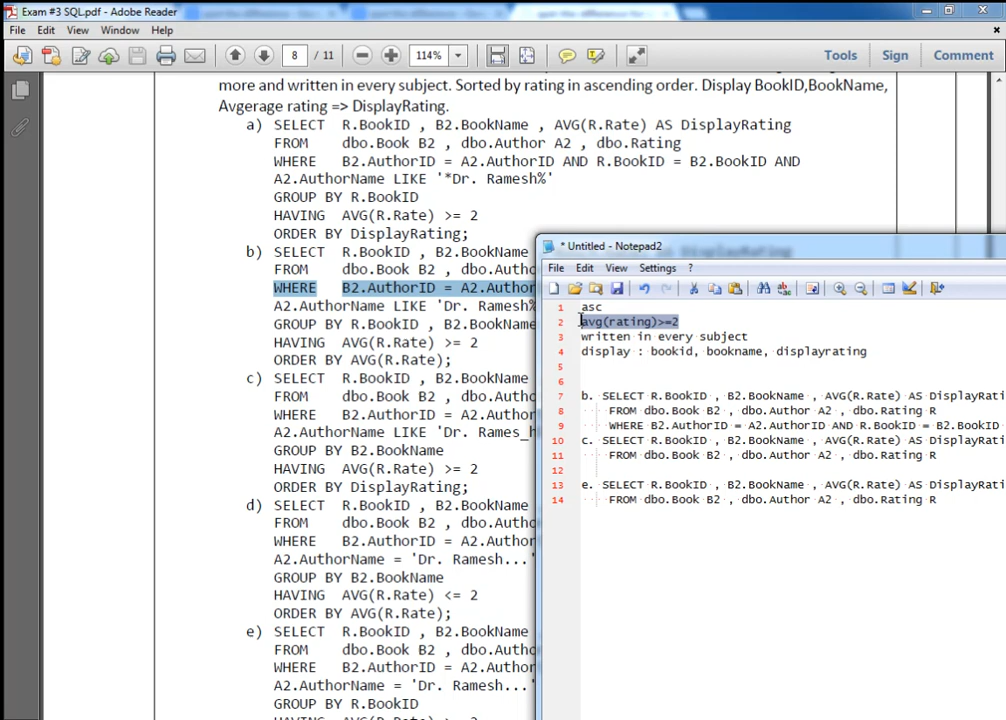 Exam #3 SQL.pdf - Adobe Reader
File Edit View Window Help
8 / 11 114% Tools Sign Comment
more and written in every subject. Sorted by rating in ascending order. Display BookID,BookName,
Avgerage rating => DisplayRating.
a) SELECT R.BookID , B2.BookName , AVG(R.Rate) AS DisplayRating
FROM dbo.Book B2 , dbo.Author A2 , dbo.Rating
WHERE B2.AuthorID = A2.AuthorID AND R.BookID = B2.BookID AND
A2.AuthorName LIKE '*Dr. Ramesh%'
GROUP BY R.BookID
HAVING AVG(R.Rate) >= 2
ORDER BY DisplayRating;
b) SELECT R.BookID , B2.BookName
FROM dbo.Book B2 , dbo.Autho
WHERE B2.AuthorID = A2.Author
A2.AuthorName LIKE 'Dr. Ramesh%
GROUP BY R.BookID , B2.BookName
HAVING AVG(R.Rate) >= 2
ORDER BY AVG(R.Rate);
c) SELECT R.BookID , B2.BookName
FROM dbo.Book B2 , dbo.Autho
WHERE B2.AuthorID = A2.Author
A2.AuthorName LIKE 'Dr. Rames_h
GROUP BY B2.BookName
HAVING AVG(R.Rate) >= 2
ORDER BY DisplayRating;
d) SELECT R.BookID , B2.BookName
FROM dbo.Book B2 , dbo.Autho
WHERE B2.AuthorID = A2.Author
A2.AuthorName = 'Dr. Ramesh...'
GROUP BY B2.BookName
HAVING AVG(R.Rate) <= 2
ORDER BY AVG(R.Rate);
e) SELECT R.BookID , B2.BookName
FROM dbo.Book B2 , dbo.Autho
WHERE B2.AuthorID = A2.Author
A2.AuthorName = 'Dr. Ramesh...'
GROUP BY R.BookID
HAVING AVG(R.Rate) >= 2
* Untitled - Notepad2
File Edit View Settings ?
1 asc
2 avg(rating)>=2
3 written in every subject
4 display : bookid, bookname, displayrating
5
6
7 b. SELECT R.BookID , B2.BookName , AVG(R.Rate) AS DisplayRati
8 FROM dbo.Book B2 , dbo.Author A2 , dbo.Rating R
9 WHERE B2.AuthorID = A2.AuthorID AND R.BookID = B2.BookID
10 c. SELECT R.BookID , B2.BookName , AVG(R.Rate) AS DisplayRati
11 FROM dbo.Book B2 , dbo.Author A2 , dbo.Rating R
12
13 e. SELECT R.BookID , B2.BookName , AVG(R.Rate) AS DisplayRati
14 FROM dbo.Book B2 , dbo.Author A2 , dbo.Rating R